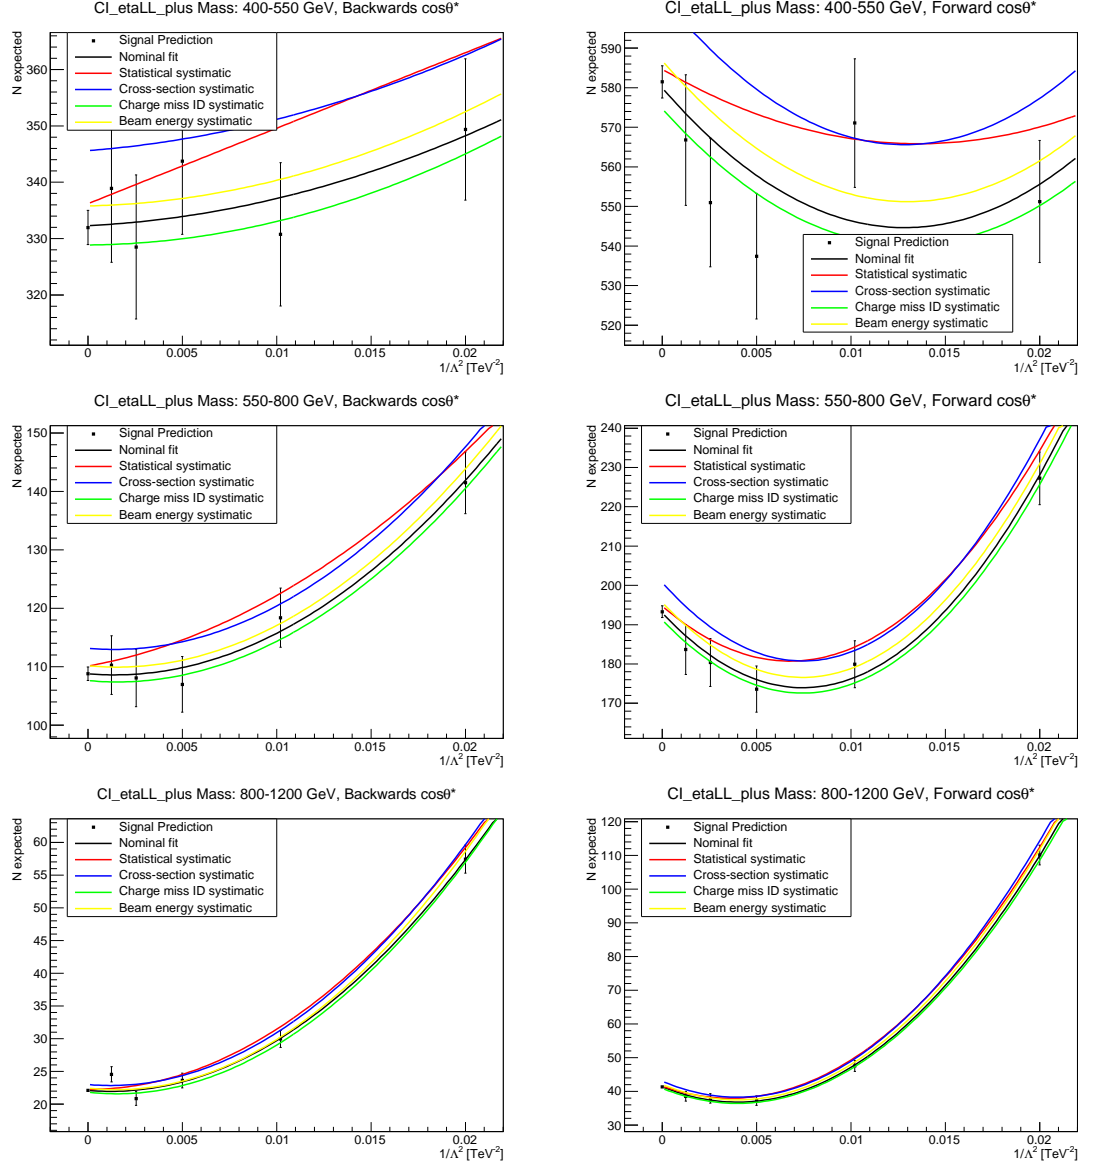 CI_etaLL_plus Mass: 400-550 GeV, Backwards cosθ*
N expected
360
350
340
330
320
Signal Prediction
Nominal fit
Statistical systimatic
Cross-section systimatic
Charge miss ID systimatic
Beam energy systimatic
0 0.005 0.01 0.015 0.02
1/Λ² [TeV⁻²]
CI_etaLL_plus Mass: 400-550 GeV, Forward cosθ*
N expected
590
580
570
560
550
540
530
520
Signal Prediction
Nominal fit
Statistical systimatic
Cross-section systimatic
Charge miss ID systimatic
Beam energy systimatic
0 0.005 0.01 0.015 0.02
1/Λ² [TeV⁻²]
CI_etaLL_plus Mass: 550-800 GeV, Backwards cosθ*
N expected
150
140
130
120
110
100
Signal Prediction
Nominal fit
Statistical systimatic
Cross-section systimatic
Charge miss ID systimatic
Beam energy systimatic
0 0.005 0.01 0.015 0.02
1/Λ² [TeV⁻²]
CI_etaLL_plus Mass: 550-800 GeV, Forward cosθ*
N expected
240
230
220
210
200
190
180
170
Signal Prediction
Nominal fit
Statistical systimatic
Cross-section systimatic
Charge miss ID systimatic
Beam energy systimatic
0 0.005 0.01 0.015 0.02
1/Λ² [TeV⁻²]
CI_etaLL_plus Mass: 800-1200 GeV, Backwards cosθ*
N expected
60
55
50
45
40
35
30
25
20
Signal Prediction
Nominal fit
Statistical systimatic
Cross-section systimatic
Charge miss ID systimatic
Beam energy systimatic
0 0.005 0.01 0.015 0.02
1/Λ² [TeV⁻²]
CI_etaLL_plus Mass: 800-1200 GeV, Forward cosθ*
N expected
120
110
100
90
80
70
60
50
40
30
Signal Prediction
Nominal fit
Statistical systimatic
Cross-section systimatic
Charge miss ID systimatic
Beam energy systimatic
0 0.005 0.01 0.015 0.02
1/Λ² [TeV⁻²]